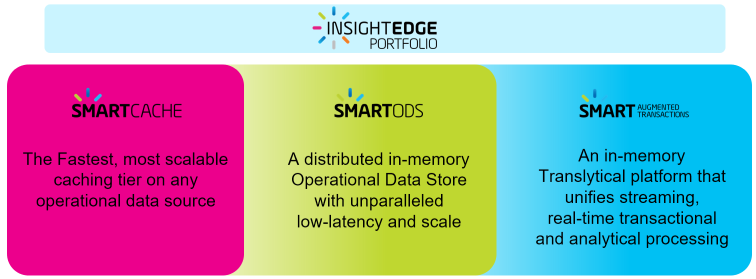 INSIGHTEDGE
PORTFOLIO
SMARTCACHE
The Fastest, most scalable
caching tier on any
operational data source
SMARTODS
A distributed in-memory
Operational Data Store
with unparalleled
low-latency and scale
SMART AUGMENTED
TRANSACTIONS
An in-memory
Translytical platform that
unifies streaming,
real-time transactional
and analytical processing